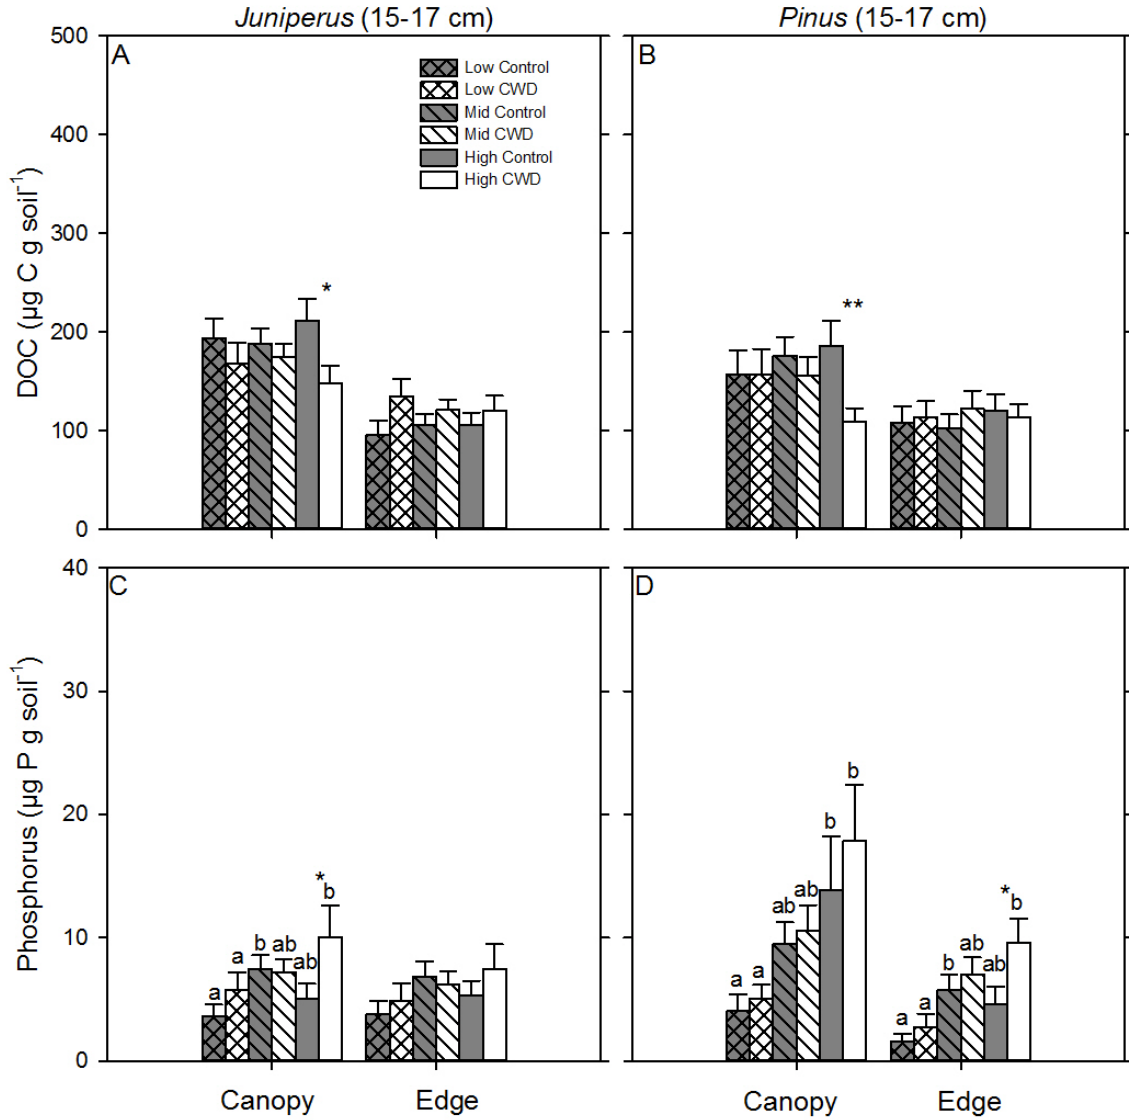 Juniperus (15-17 cm)
Pinus (15-17 cm)
A
B
Low Control
Low CWD
Mid Control
Mid CWD
High Control
High CWD
500
400
300
200
100
0
DOC (µg C g soil⁻¹)
*
**
C
D
40
30
20
10
0
Phosphorus (µg P g soil⁻¹)
a
a
b
ab
ab
*
b
a
a
ab
ab
b
b
a
a
b
ab
ab
*
b
Canopy
Edge
Canopy
Edge